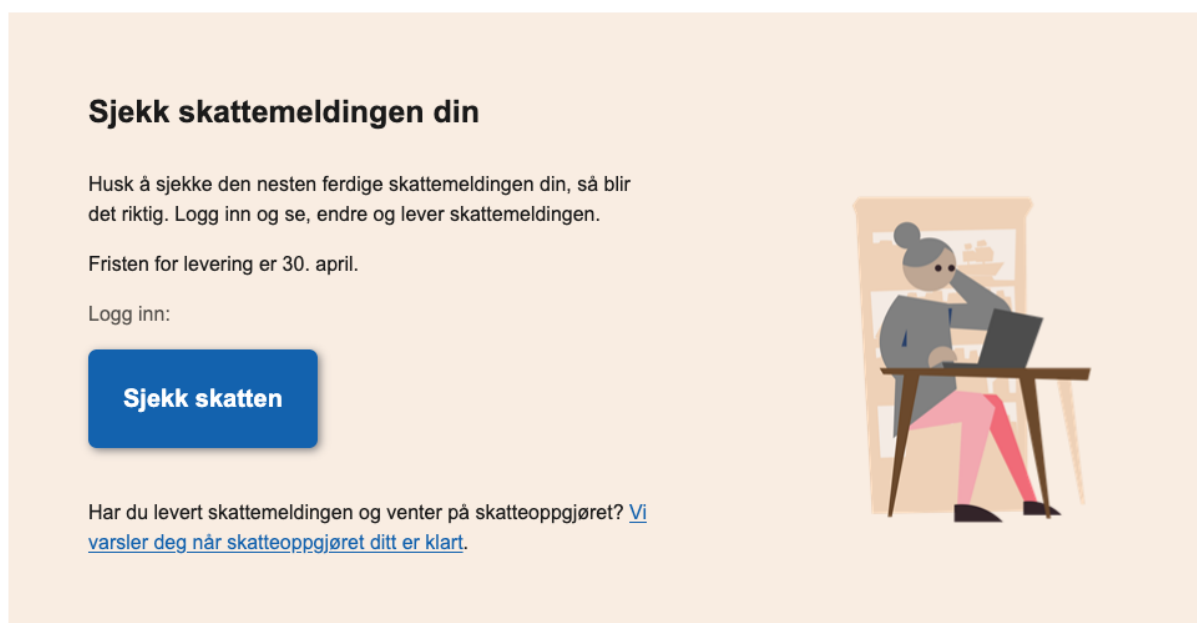 Sjekk skattemeldingen din
Husk å sjekke den nesten ferdige skattemeldingen din, så blir
det riktig. Logg inn og se, endre og lever skattemeldingen.
Fristen for levering er 30. april.
Logg inn:
Sjekk skatten
Har du levert skattemeldingen og venter på skatteoppgjøret? Vi
varsler deg når skatteoppgjøret ditt er klart.